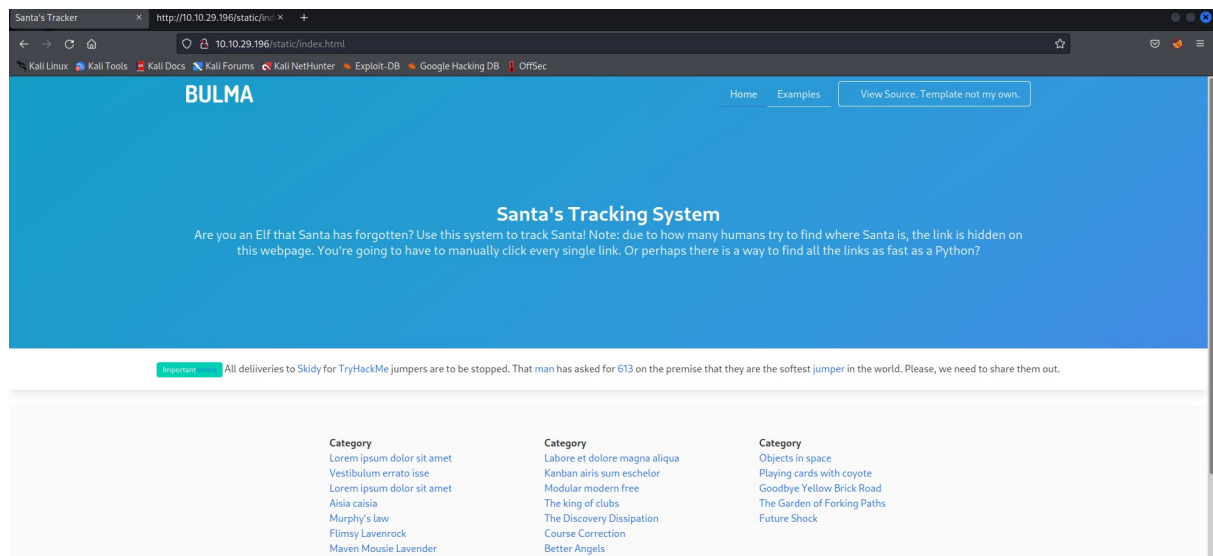 Santa's Tracker
http://10.10.29.196/static/ind
10.10.29.196/static/index.html
Kali Linux Kali Tools Kali Docs Kali Forums Kali NetHunter Exploit-DB Google Hacking DB OffSec
BULMA
Home Examples View Source. Template not my own.
Santa's Tracking System
Are you an Elf that Santa has forgotten? Use this system to track Santa! Note: due to how many humans try to find where Santa is, the link is hidden on
this webpage. You're going to have to manually click every single link. Or perhaps there is a way to find all the links as fast as a Python?
Important notice All deliiveries to Skidy for TryHackMe jumpers are to be stopped. That man has asked for 613 on the premise that they are the softest jumper in the world. Please, we need to share them out.
Category
Lorem ipsum dolor sit amet
Vestibulum errato isse
Lorem ipsum dolor sit amet
Aisia caisia
Murphy's law
Flimsy Lavenrock
Maven Mousie Lavender
Category
Labore et dolore magna aliqua
Kanban airis sum eschelor
Modular modern free
The king of clubs
The Discovery Dissipation
Course Correction
Better Angels
Category
Objects in space
Playing cards with coyote
Goodbye Yellow Brick Road
The Garden of Forking Paths
Future Shock